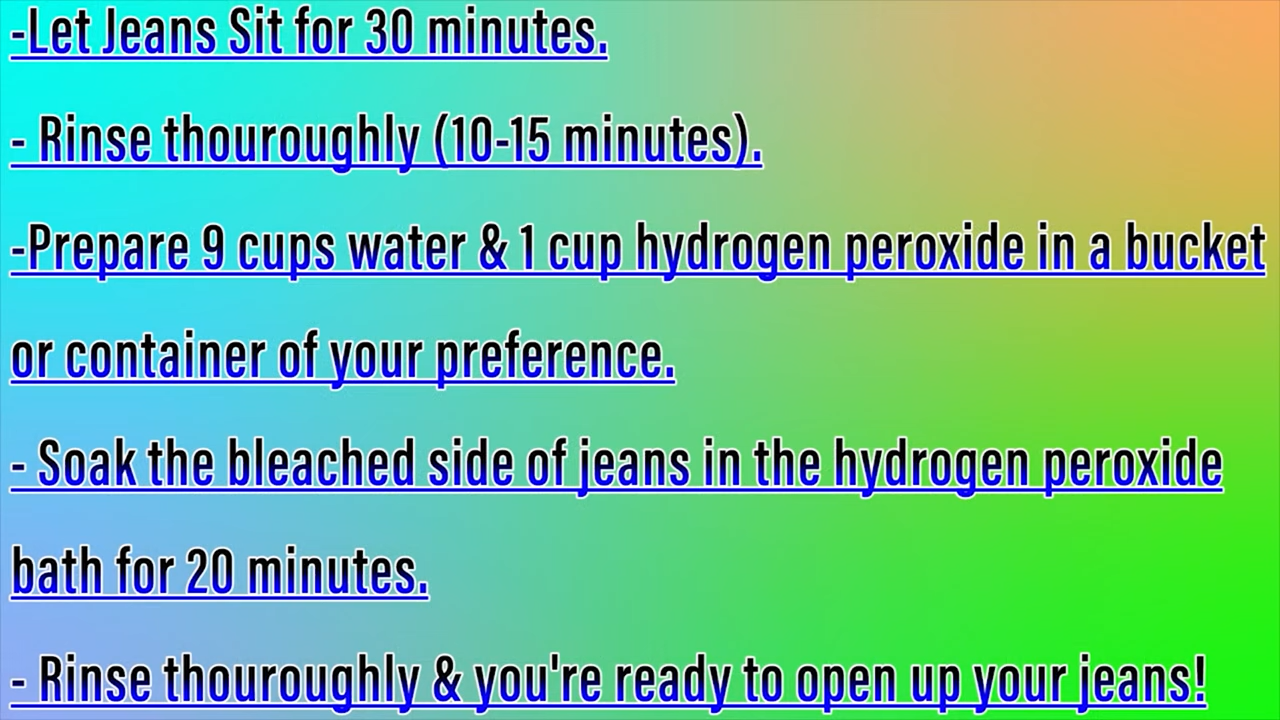 -Let Jeans Sit for 30 minutes.
- Rinse thouroughly (10-15 minutes).
-Prepare 9 cups water & 1 cup hydrogen peroxide in a bucket
or container of your preference.
- Soak the bleached side of jeans in the hydrogen peroxide
bath for 20 minutes.
- Rinse thouroughly & you're ready to open up your jeans!